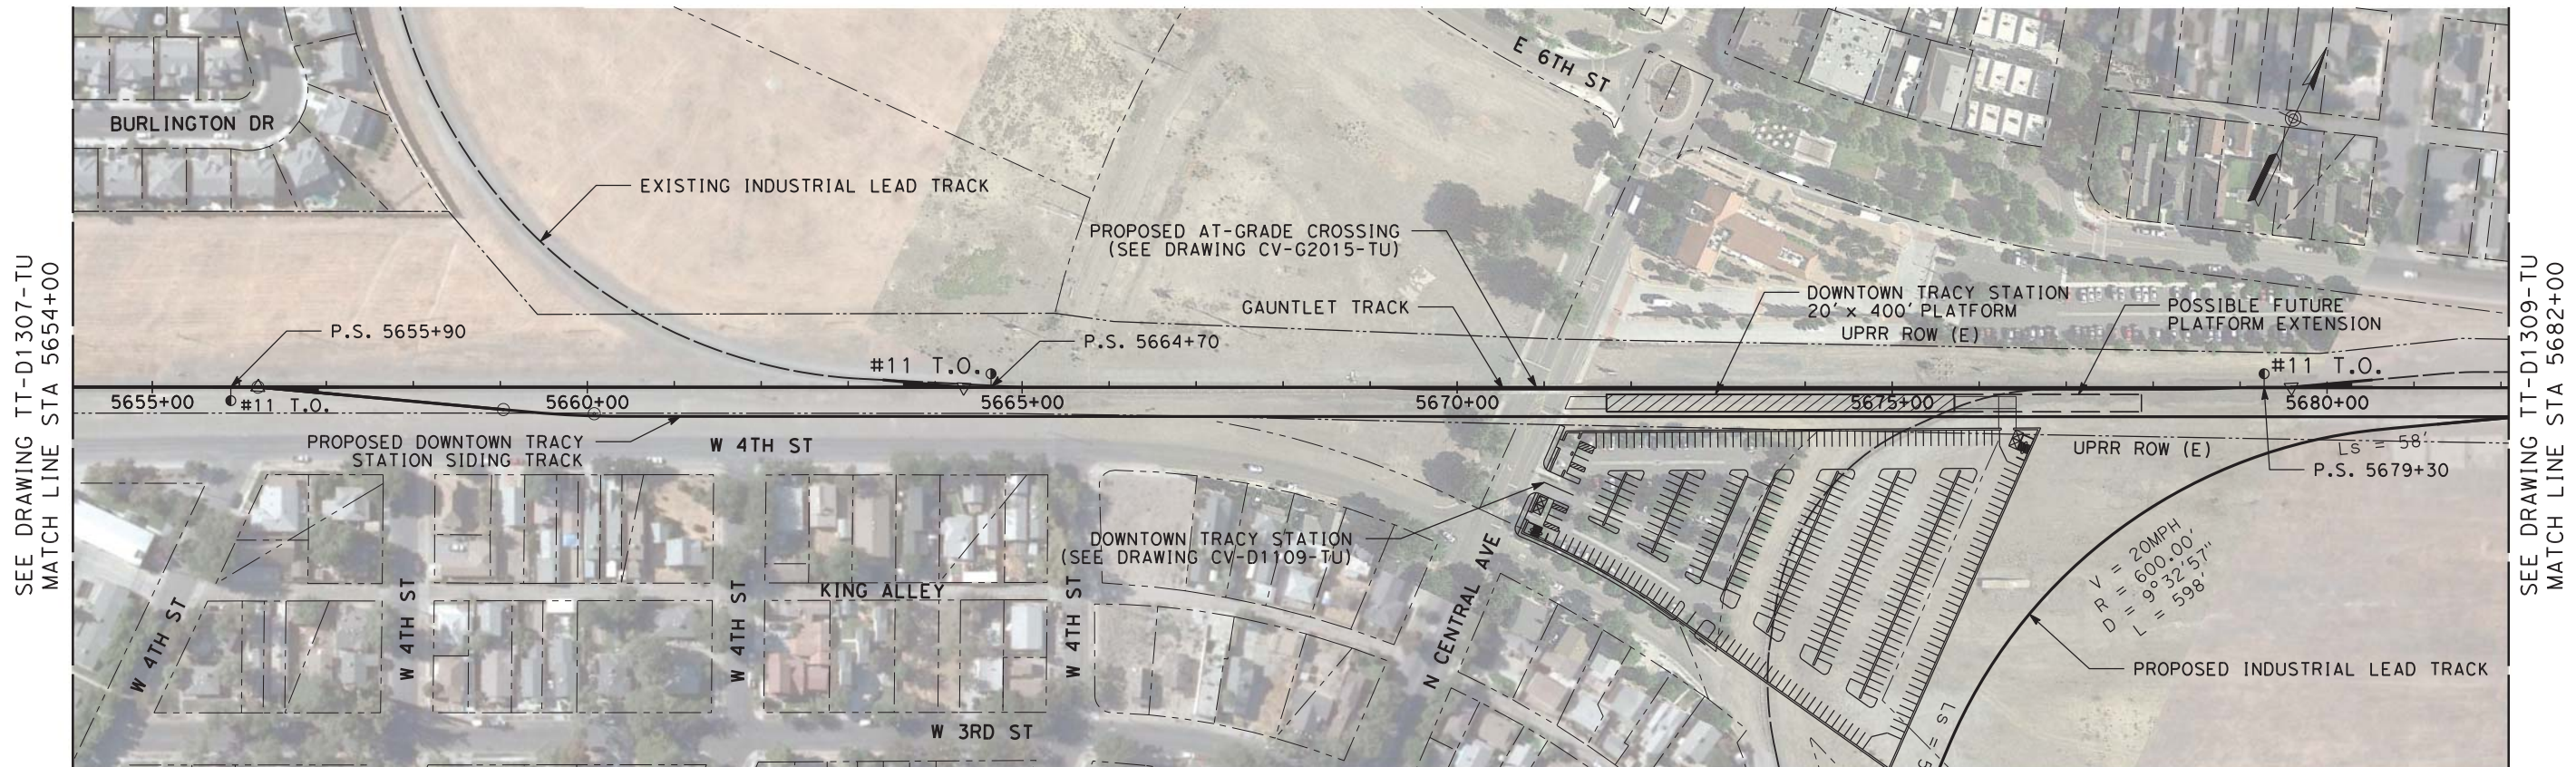 SEE DRAWING TT-D1307-TU
MATCH LINE STA 5654+00
BURLINGTON DR
EXISTING INDUSTRIAL LEAD TRACK
E 6TH ST
PROPOSED AT-GRADE CROSSING
(SEE DRAWING CV-G2015-TU)
GAUNTLET TRACK
DOWNTOWN TRACY STATION
20' x 400' PLATFORM
UPRR ROW (E)
POSSIBLE FUTURE
PLATFORM EXTENSION
P.S. 5655+90
P.S. 5664+70
#11 T.O.
#11 T.O.
#11 T.O.
5655+00
5660+00
5665+00
5670+00
5675+00
5680+00
PROPOSED DOWNTOWN TRACY
STATION SIDING TRACK
W 4TH ST
UPRR ROW (E)
Ls = 58'
P.S. 5679+30
DOWNTOWN TRACY STATION
(SEE DRAWING CV-D1109-TU)
N CENTRAL AVE
V = 20MPH
R = 600.00'
D = 9°32'57"
L = 598'
KING ALLEY
W 4TH ST
W 4TH ST
W 4TH ST
W 4TH ST
W 3RD ST
PROPOSED INDUSTRIAL LEAD TRACK
Ls = 5
SEE DRAWING TT-D1309-TU
MATCH LINE STA 5682+00